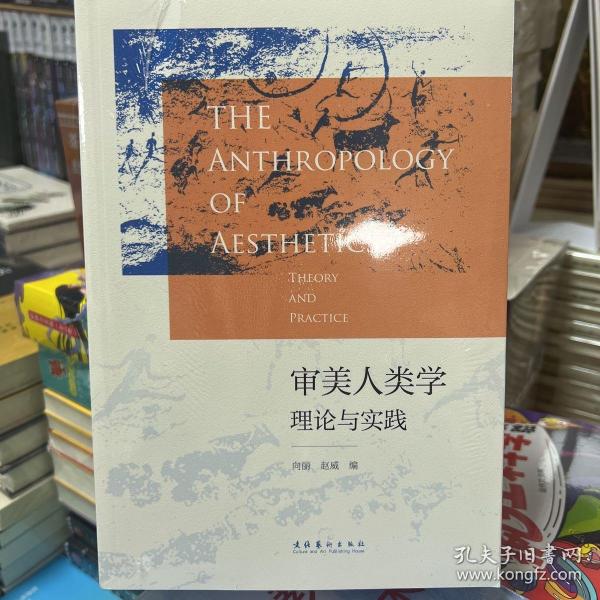 THE
ANTHROPOLOGY
OF
AESTHETIC
THEORY
AND
PRACTICE
审美人类学
理论与实践
向丽 赵威 编
文化艺术出版社
Culture and Art Publishing House
孔夫子旧书网
www.kongfz.com